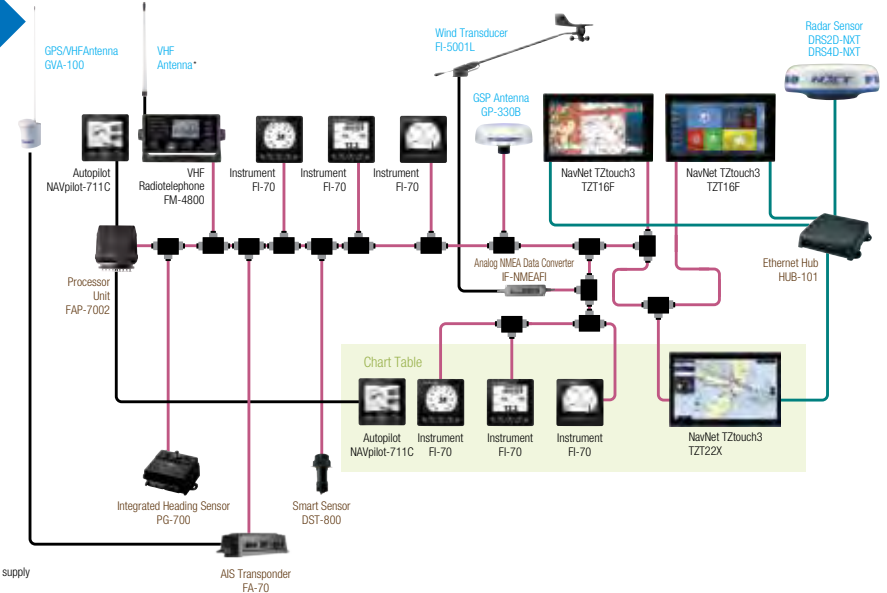 GPS/VHFAntenna
GVA-100
VHF
Antenna*
Wind Transducer
FI-5001L
GSP Antenna
GP-330B
Radar Sensor
DRS2D-NXT
DRS4D-NXT
NXT
Autopilot
NAVpilot-711C
VHF
Radiotelephone
FM-4800
Instrument
FI-70
Instrument
FI-70
Instrument
FI-70
NavNet TZtouch3
TZT16F
NavNet TZtouch3
TZT16F
Processor
Unit
FAP-7002
Analog NMEA Data Converter
IF-NMEAFI
Ethernet Hub
HUB-101
Chart Table
Autopilot
NAVpilot-711C
Instrument
FI-70
Instrument
FI-70
Instrument
FI-70
NavNet TZtouch3
TZT22X
Integrated Heading Sensor
PG-700
Smart Sensor
DST-800
AIS Transponder
FA-70
supply